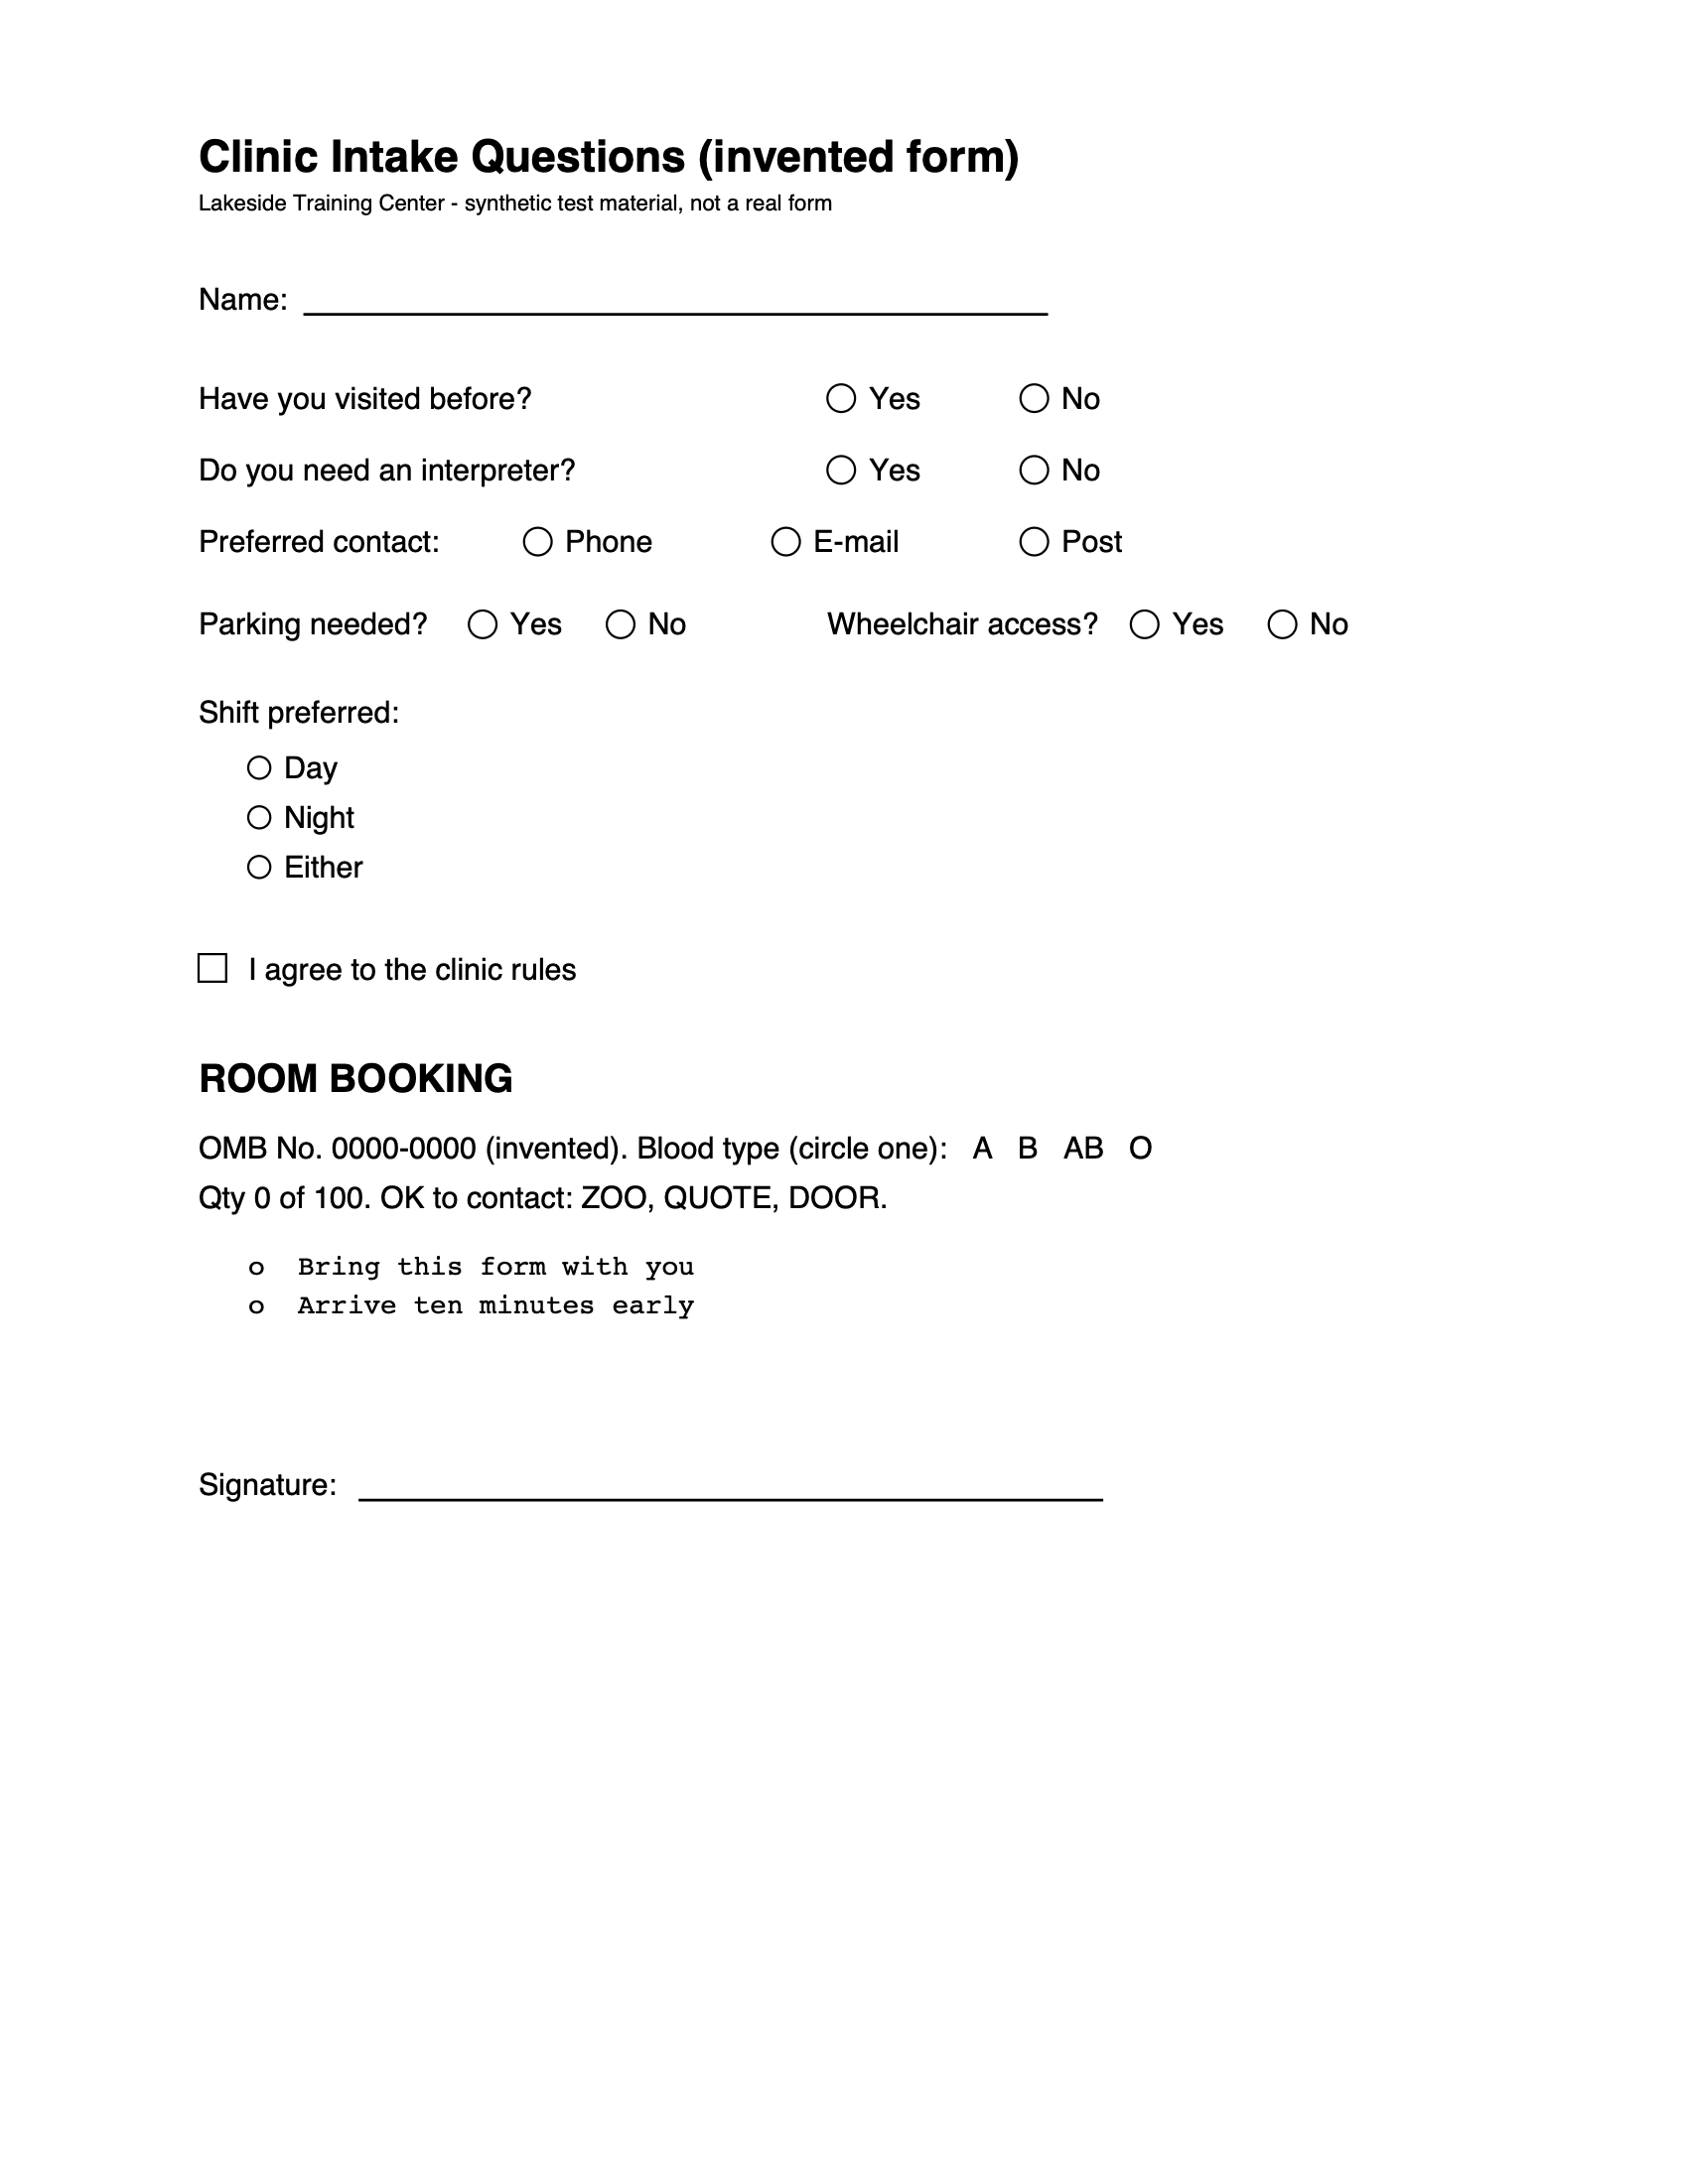 Clinic Intake Questions (invented form)
Lakeside Training Center - synthetic test material, not a real form
Name:
Have you visited before? Yes No
Do you need an interpreter? Yes No
Preferred contact: Phone E-mail Post
Parking needed? Yes No Wheelchair access? Yes No
Shift preferred:
Day
Night
Either
I agree to the clinic rules
ROOM BOOKING
OMB No. 0000-0000 (invented). Blood type (circle one): A B AB O
Qty 0 of 100. OK to contact: ZOO, QUOTE, DOOR.
o Bring this form with you
o Arrive ten minutes early
Signature: